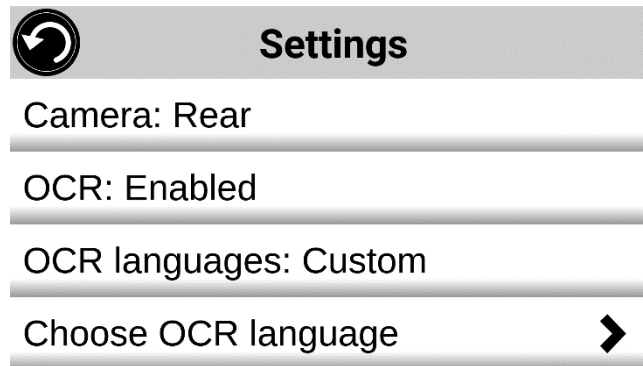 Settings
Camera: Rear
OCR: Enabled
OCR languages: Custom
Choose OCR language